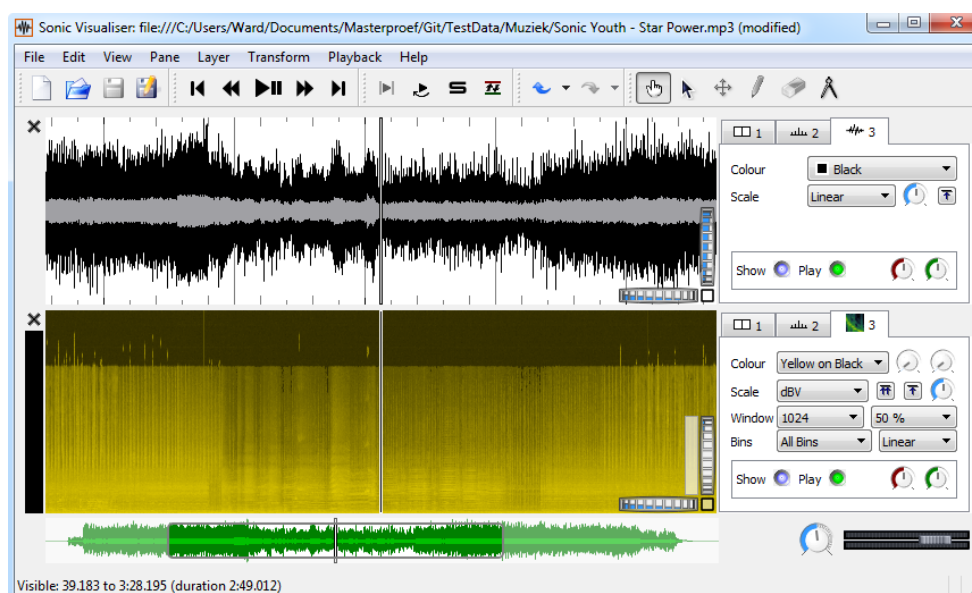 Sonic Visualiser: file:///C:/Users/Ward/Documents/Masterproef/Git/TestData/Muziek/Sonic Youth - Star Power.mp3 (modified)
File Edit View Pane Layer Transform Playback Help
1 2 3
Colour Black
Scale Linear
Show Play
1 2 3
Colour Yellow on Black
Scale dBV
Window 1024 50 %
Bins All Bins Linear
Show Play
Visible: 39.183 to 3:28.195 (duration 2:49.012)